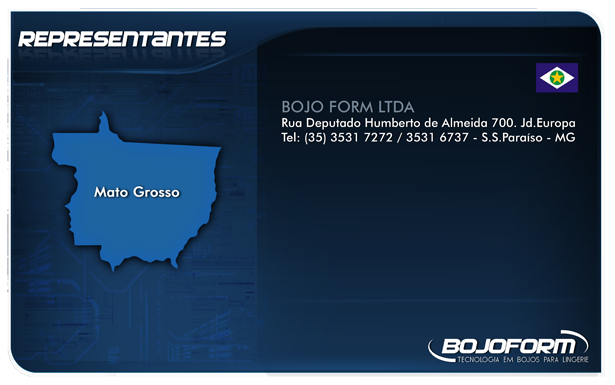 REPRESENTANTES
BOJO FORM LTDA
Rua Deputado Humberto de Almeida 700. Jd.Europa
Tel: (35) 3531 7272 / 3531 6737 - S.S.Paraíso - MG
Mato Grosso
BOJOFORM
TECNOLOGIA EM BOJOS PARA LINGERIE